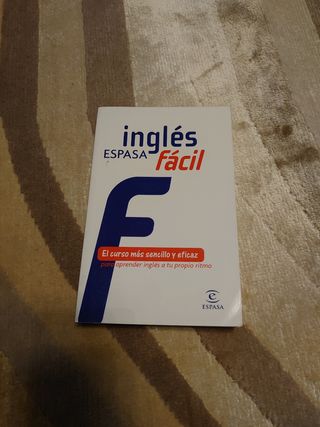 inglés
ESPASA fácil
El curso más sencillo y eficaz
para aprender inglés a tu propio ritmo
e
ESPASA